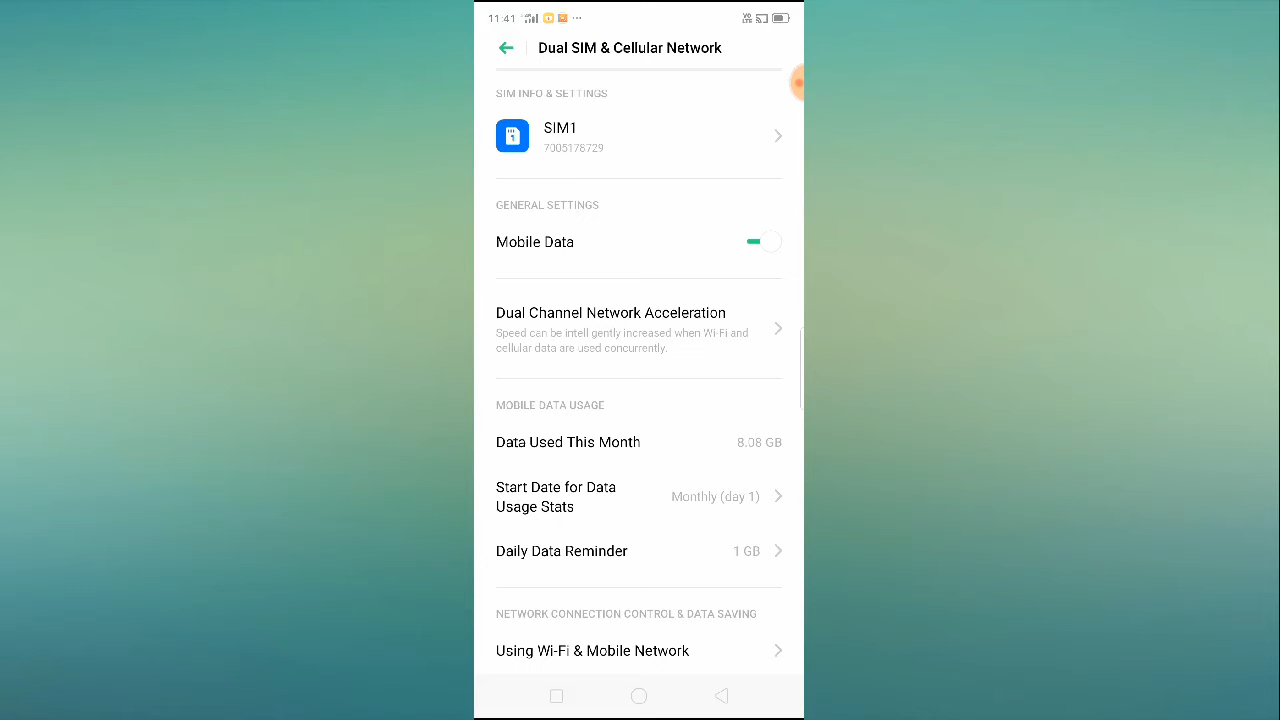 11:41
Dual SIM & Cellular Network
SIM INFO & SETTINGS
SIM1
7005178729
GENERAL SETTINGS
Mobile Data
Dual Channel Network Acceleration
Speed can be intell gently increased when Wi-Fi and
cellular data are used concurrently.
MOBILE DATA USAGE
Data Used This Month 8.08 GB
Start Date for Data
Usage Stats
Monthly (day 1)
Daily Data Reminder 1 GB
NETWORK CONNECTION CONTROL & DATA SAVING
Using Wi-Fi & Mobile Network